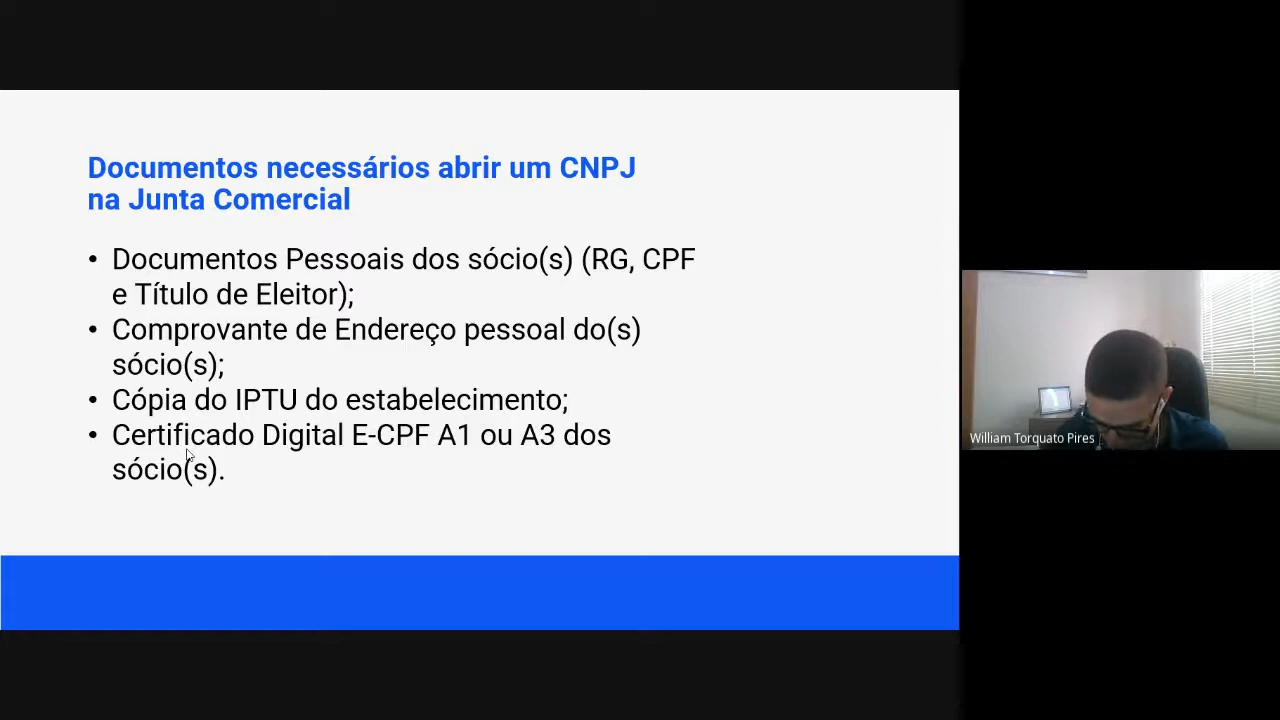 Documentos necessários abrir um CNPJ
na Junta Comercial
• Documentos Pessoais dos sócio(s) (RG, CPF
e Título de Eleitor);
• Comprovante de Endereço pessoal do(s)
sócio(s);
• Cópia do IPTU do estabelecimento;
• Certificado Digital E-CPF A1 ou A3 dos
sócio(s).
William Torquato Pires